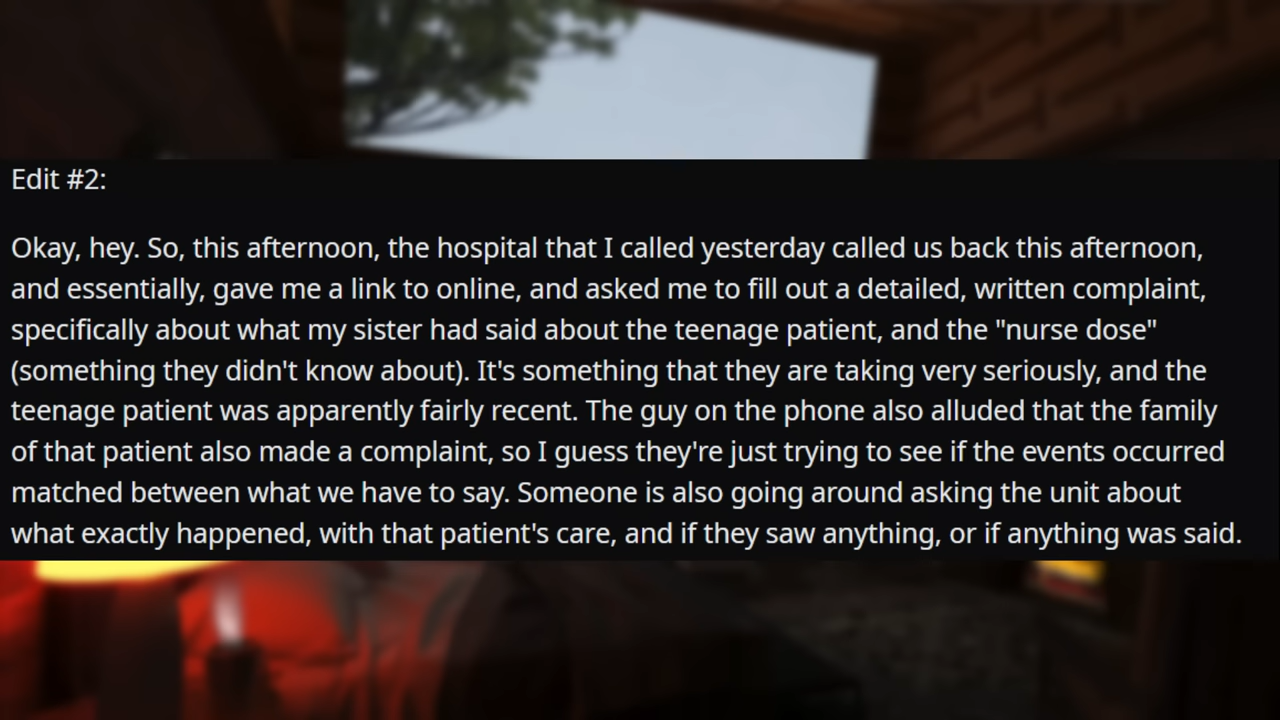 Edit #2:
Okay, hey. So, this afternoon, the hospital that I called yesterday called us back this afternoon,
and essentially, gave me a link to online, and asked me to fill out a detailed, written complaint,
specifically about what my sister had said about the teenage patient, and the "nurse dose"
(something they didn't know about). It's something that they are taking very seriously, and the
teenage patient was apparently fairly recent. The guy on the phone also alluded that the family
of that patient also made a complaint, so I guess they're just trying to see if the events occurred
matched between what we have to say. Someone is also going around asking the unit about
what exactly happened, with that patient's care, and if they saw anything, or if anything was said.